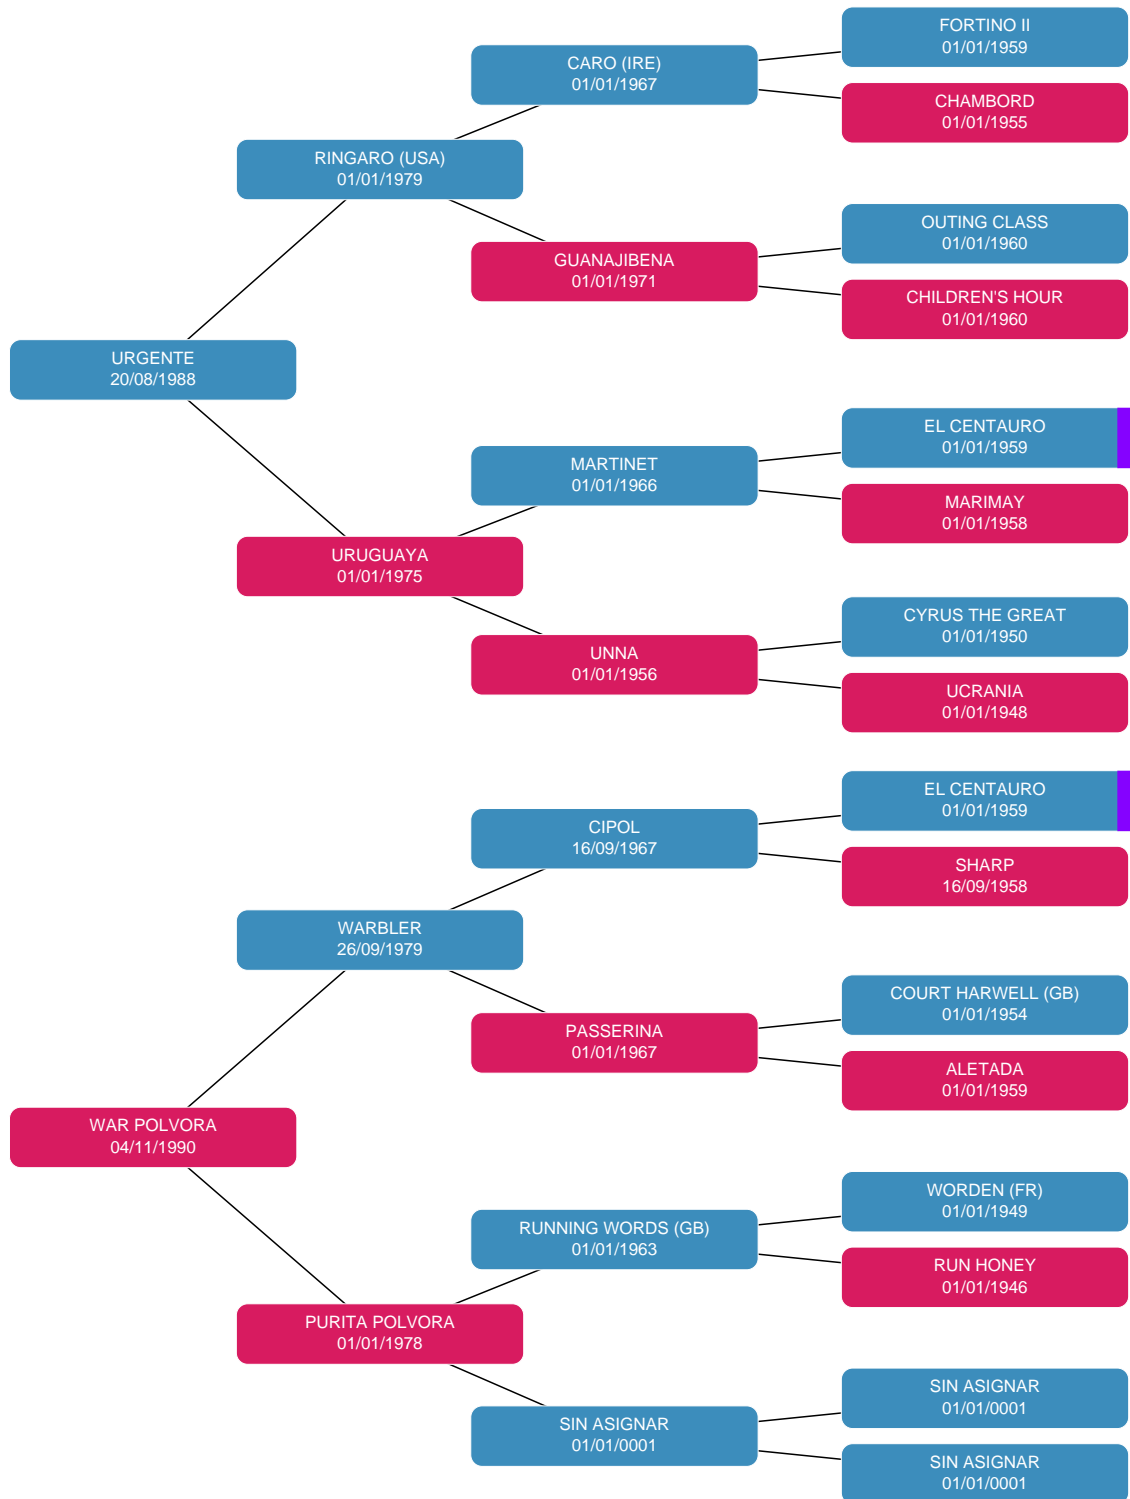 FORTINO II
01/01/1959
CARO (IRE)
01/01/1967
CHAMBORD
01/01/1955
RINGARO (USA)
01/01/1979
OUTING CLASS
01/01/1960
GUANAJIBENA
01/01/1971
CHILDREN'S HOUR
01/01/1960
URGENTE
20/08/1988
EL CENTAURO
01/01/1959
MARTINET
01/01/1966
MARIMAY
01/01/1958
URUGUAYA
01/01/1975
CYRUS THE GREAT
01/01/1950
UNNA
01/01/1956
UCRANIA
01/01/1948
EL CENTAURO
01/01/1959
CIPOL
16/09/1967
SHARP
16/09/1958
WARBLER
26/09/1979
COURT HARWELL (GB)
01/01/1954
PASSERINA
01/01/1967
ALETADA
01/01/1959
WAR POLVORA
04/11/1990
WORDEN (FR)
01/01/1949
RUNNING WORDS (GB)
01/01/1963
RUN HONEY
01/01/1946
PURITA POLVORA
01/01/1978
SIN ASIGNAR
01/01/0001
SIN ASIGNAR
01/01/0001
SIN ASIGNAR
01/01/0001